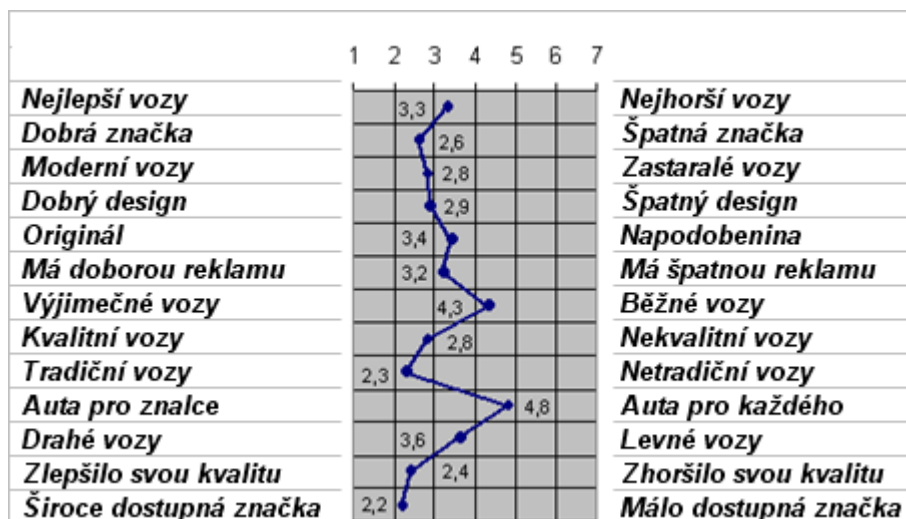 1 2 3 4 5 6 7
Nejlepší vozy 3,3 Nejhorší vozy
Dobrá značka 2,6 Špatná značka
Moderní vozy 2,8 Zastaralé vozy
Dobrý design 2,9 Špatný design
Originál 3,4 Napodobenina
Má doborou reklamu 3,2 Má špatnou reklamu
Výjimečné vozy 4,3 Běžné vozy
Kvalitní vozy 2,8 Nekvalitní vozy
Tradiční vozy 2,3 Netradiční vozy
Auta pro znalce 4,8 Auta pro každého
Drahé vozy 3,6 Levné vozy
Zlepšilo svou kvalitu 2,4 Zhoršilo svou kvalitu
Široce dostupná značka 2,2 Málo dostupná značka